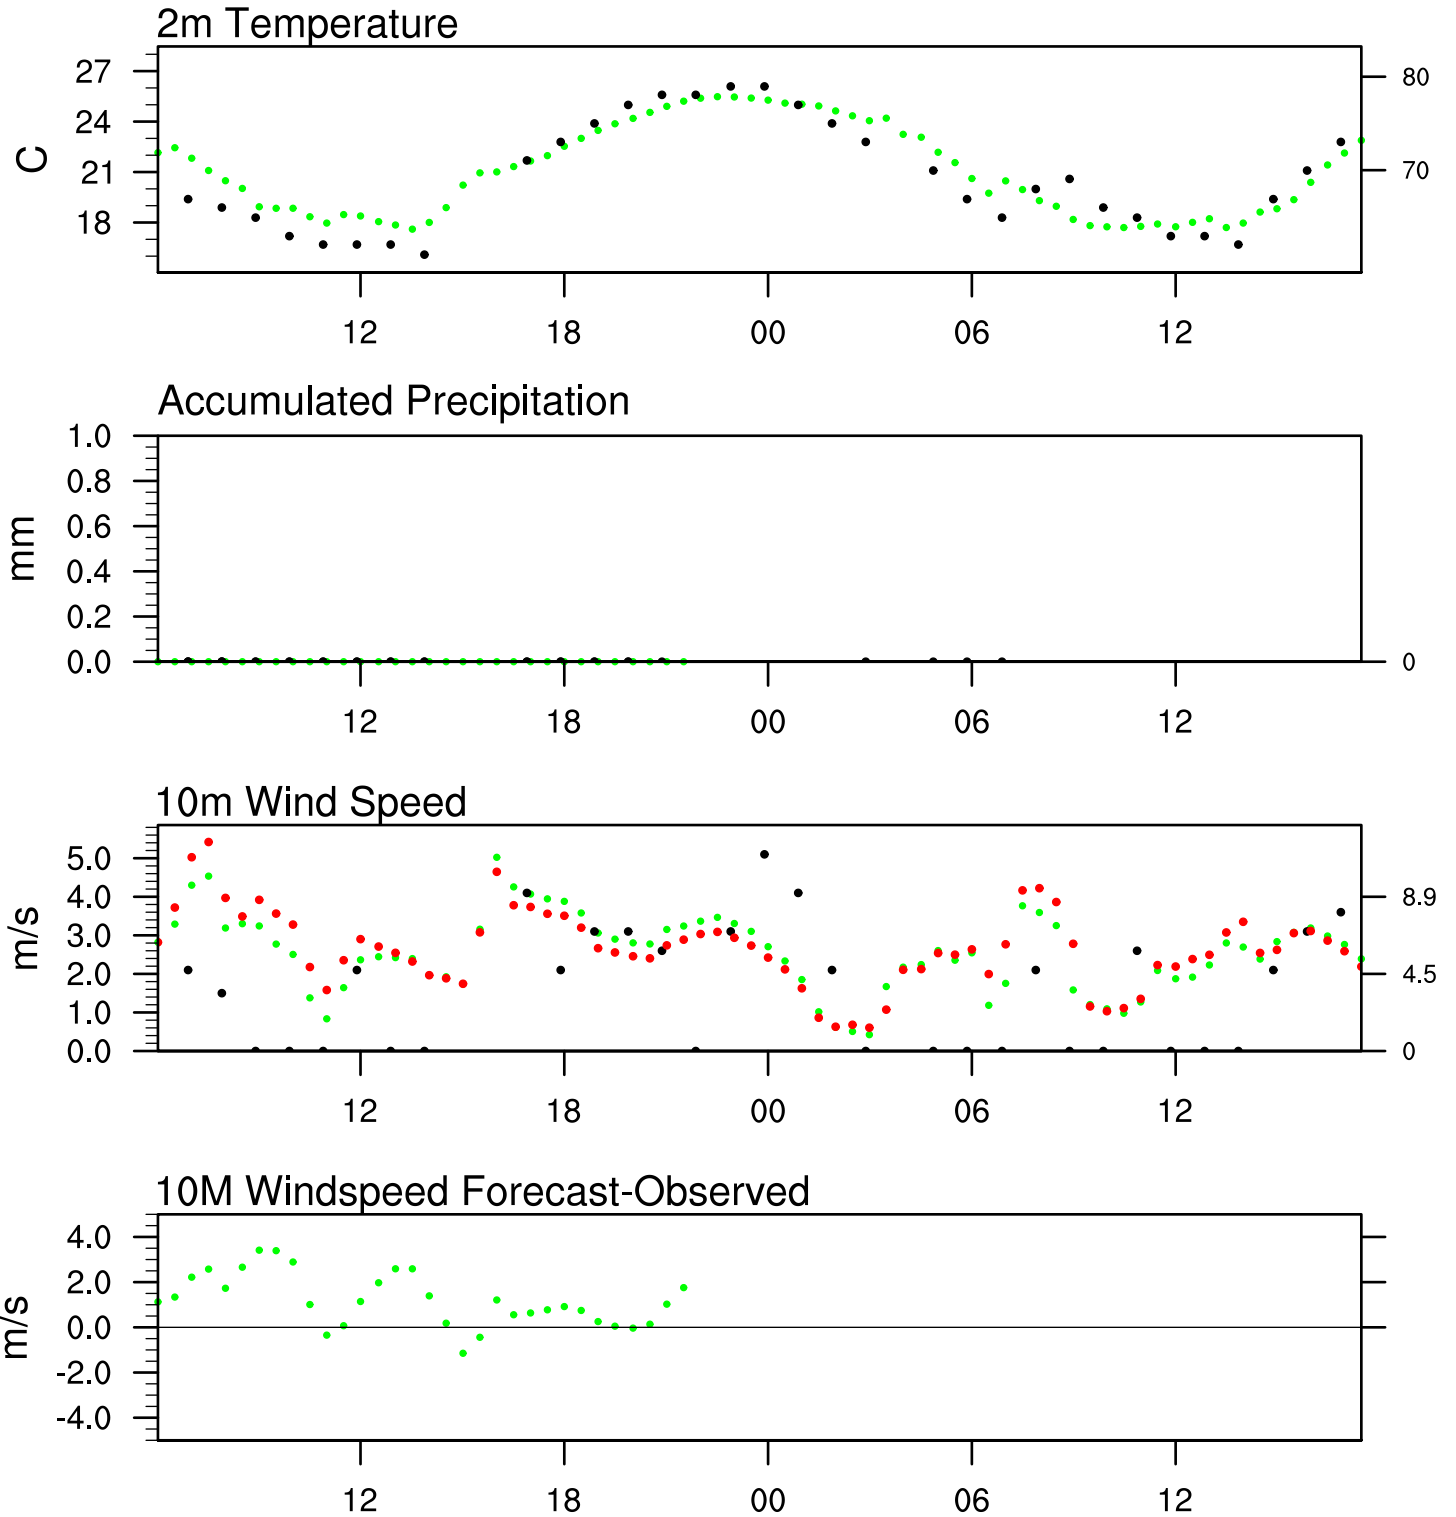 2m Temperature
27
24
21
18
C
80
70
12 18 00 06 12
Accumulated Precipitation
1.0
0.8
0.6
0.4
0.2
0.0
mm
0
12 18 00 06 12
10m Wind Speed
5.0
4.0
3.0
2.0
1.0
0.0
m/s
8.9
4.5
0
12 18 00 06 12
10M Windspeed Forecast-Observed
4.0
2.0
0.0
-2.0
-4.0
m/s
12 18 00 06 12